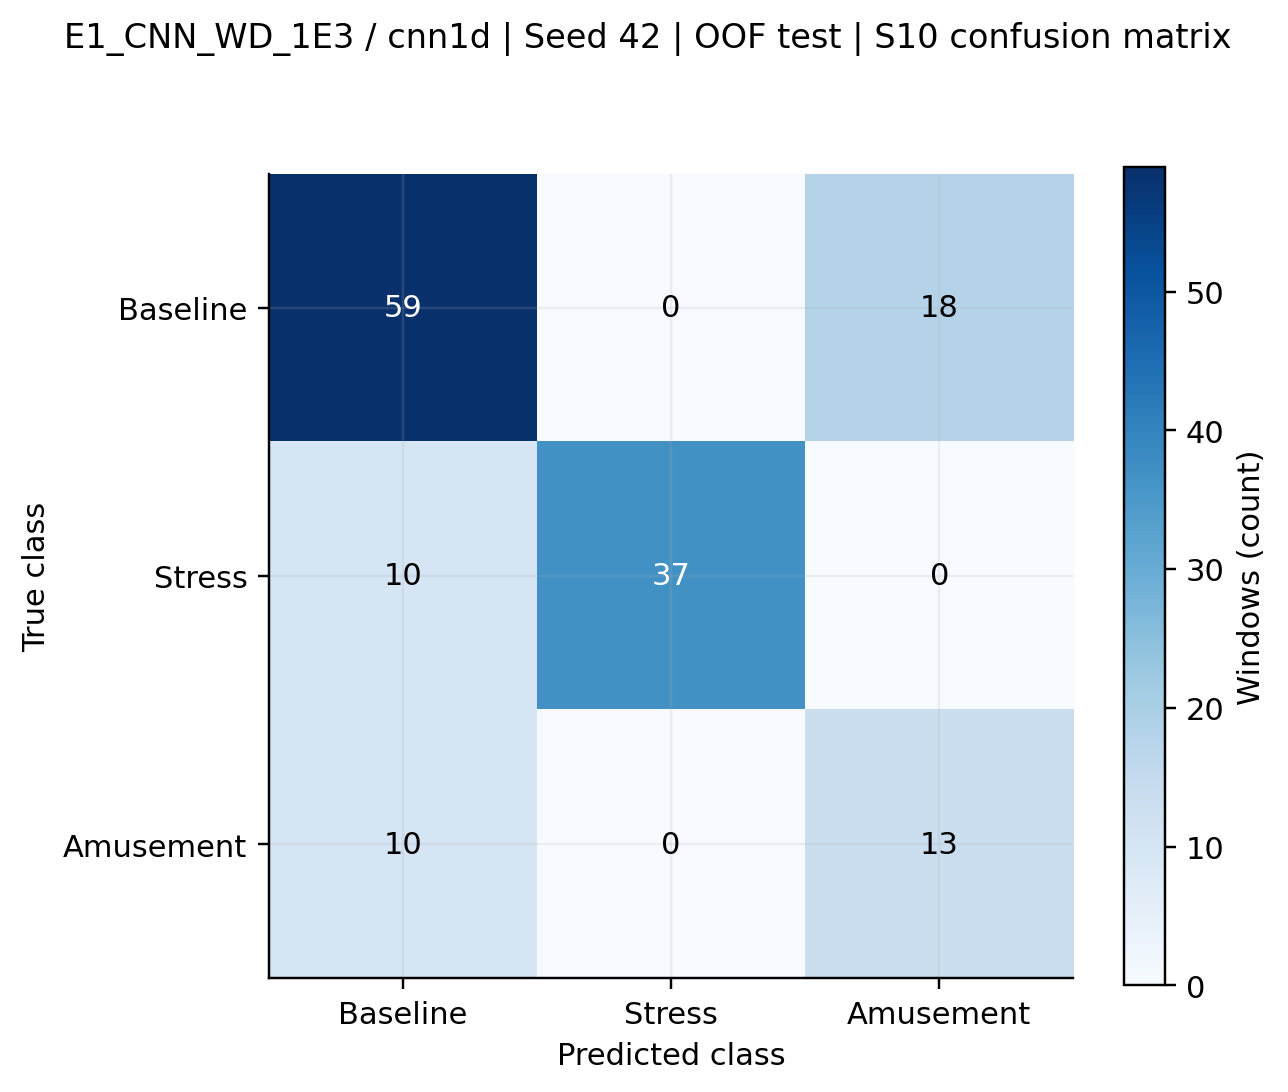 E1_CNN_WD_1E3 / cnn1d | Seed 42 | OOF test | S10 confusion matrix
Baseline 59 0 18
Stress 10 37 0
Amusement 10 0 13
Baseline Stress Amusement
Predicted class
True class
50
40
30
20
10
0
Windows (count)